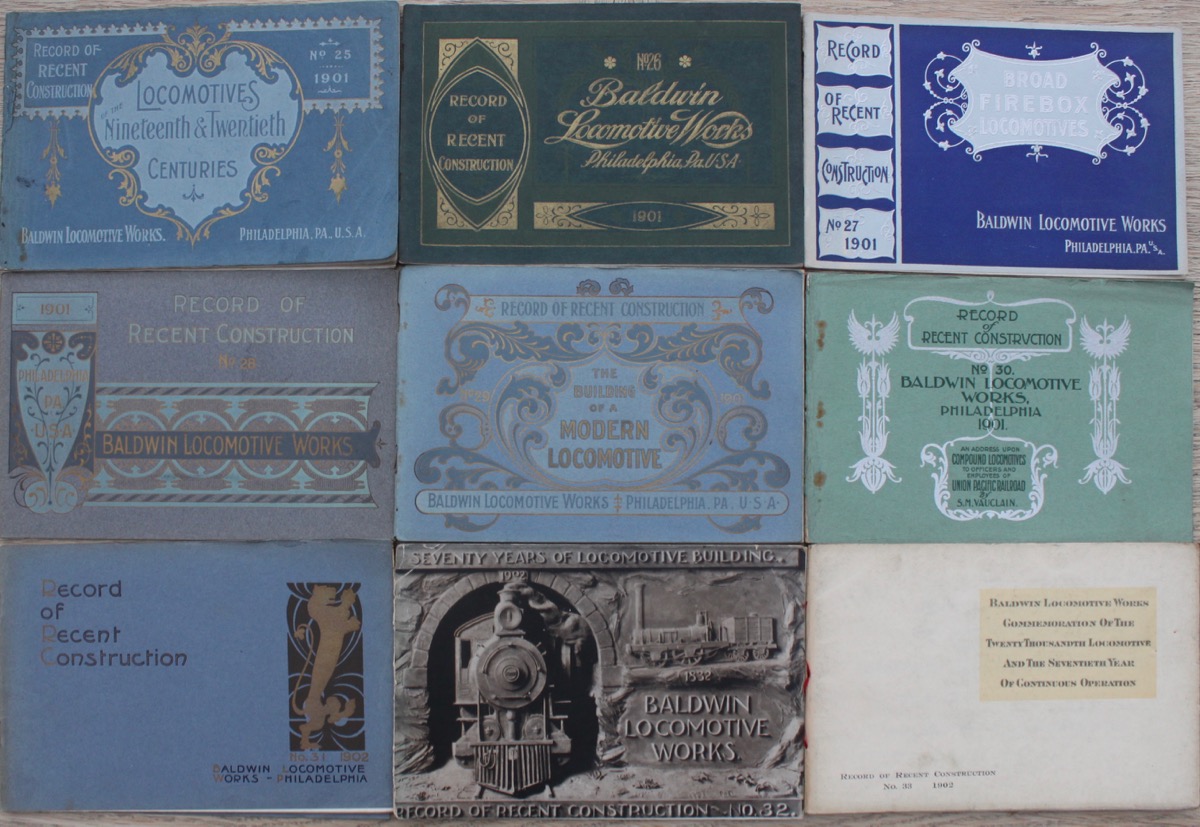 RECORD OF
RECENT
CONSTRUCTION
No 25
1901
LOCOMOTIVES
OF THE
NINETEENTH & TWENTIETH
CENTURIES
BALDWIN LOCOMOTIVE WORKS.
PHILADELPHIA, PA., U.S.A.
RECORD
OF
RECENT
CONSTRUCTION
No 26
Baldwin
Locomotive Works
Philadelphia, Pa. U.S.A.
1901
RECORD
OF RECENT
CONSTRUCTION
No 27
1901
BROAD
FIREBOX
LOCOMOTIVES
BALDWIN LOCOMOTIVE WORKS
PHILADELPHIA, PA. U.S.A.
1901
PHILADELPHIA
PA
U.S.A.
RECORD OF
RECENT CONSTRUCTION
No 28
BALDWIN LOCOMOTIVE WORKS
RECORD OF RECENT CONSTRUCTION
No 29
THE
BUILDING
OF A
MODERN
LOCOMOTIVE
BALDWIN LOCOMOTIVE WORKS PHILADELPHIA, PA. U.S.A.
RECORD
of
RECENT CONSTRUCTION
No. 30.
BALDWIN LOCOMOTIVE
WORKS,
PHILADELPHIA
1901.
AN ADDRESS UPON
COMPOUND LOCOMOTIVES
TO OFFICERS AND
EMPLOYEES OF
UNION PACIFIC RAILROAD
BY
S.M. VAUCLAIN.
Record
of
Recent
Construction
No. 31 1902
BALDWIN LOCOMOTIVE
WORKS - PHILADELPHIA
SEVENTY YEARS OF LOCOMOTIVE BUILDING.
1902
1832
BALDWIN
LOCOMOTIVE
WORKS.
RECORD OF RECENT CONSTRUCTION - NO. 32.
BALDWIN LOCOMOTIVE WORKS
COMMEMORATION OF THE
TWENTY THOUSANDTH LOCOMOTIVE
AND THE SEVENTIETH YEAR
OF CONTINUOUS OPERATION
RECORD OF RECENT CONSTRUCTION
No. 33 1902